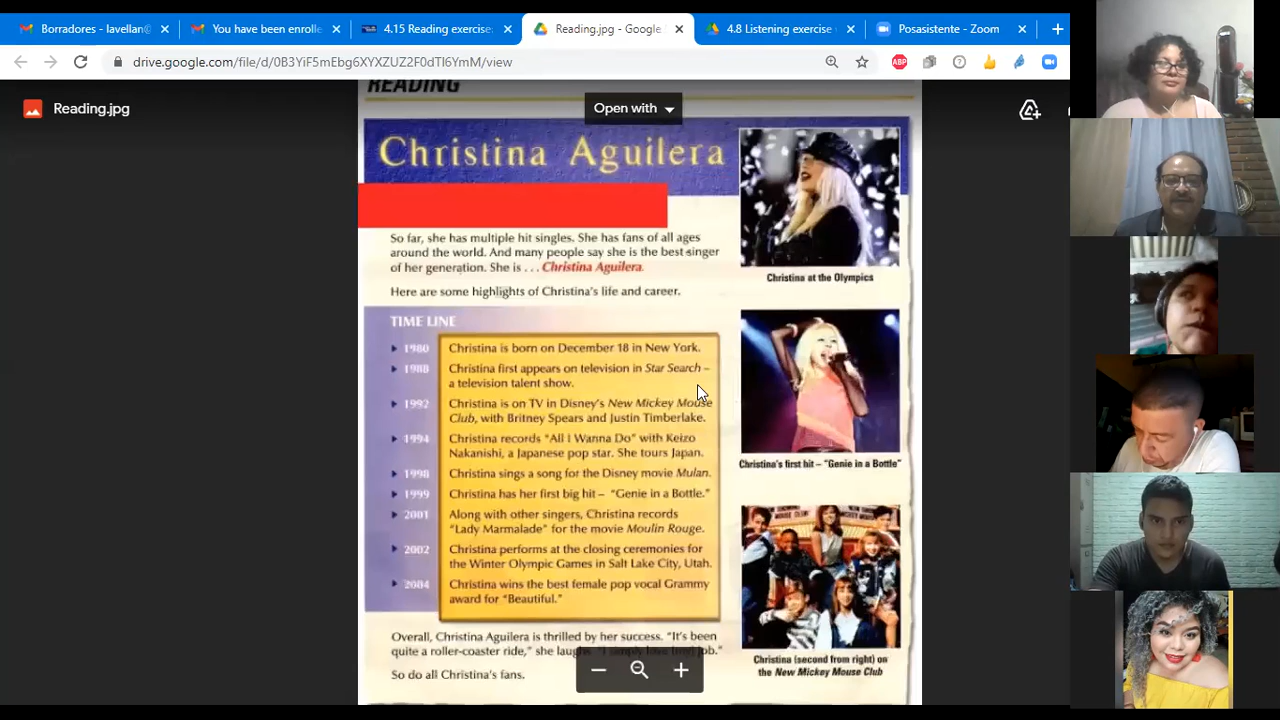 Borradores - lavellan@
You have been enrolle
4.15 Reading exercise:
Reading.jpg - Google
4.8 Listening exercise
Posasistente - Zoom
drive.google.com/file/d/
/view
ABP
READING
Reading.jpg
Open with
Christina Aguilera
So far, she has multiple hit singles. She has fans of all ages
around the world. And many people say she is the best singer
of her generation. She is . . . Christina Aguilera.
Here are some highlights of Christina's life and career.
Christina at the Olympics
TIME LINE
1980 Christina is born on December 18 in New York.
1988 Christina first appears on television in Star Search –
a television talent show.
1992 Christina is on TV in Disney's New Mickey Mouse
Club, with Britney Spears and Justin Timberlake.
1994 Christina records "All I Wanna Do" with Keizo
Nakanishi, a Japanese pop star. She tours Japan.
1998 Christina sings a song for the Disney movie Mulan.
1999 Christina has her first big hit – "Genie in a Bottle."
2001 Along with other singers, Christina records
"Lady Marmalade" for the movie Moulin Rouge.
2002 Christina performs at the closing ceremonies for
the Winter Olympic Games in Salt Lake City, Utah.
2004 Christina wins the best female pop vocal Grammy
award for "Beautiful."
Christina's first hit – "Genie in a Bottle"
Overall, Christina Aguilera is thrilled by her success. "It's been
quite a roller-coaster ride," she laughs. "I simply love my job."
So do all Christina's fans.
Christina (second from right) on
the New Mickey Mouse Club